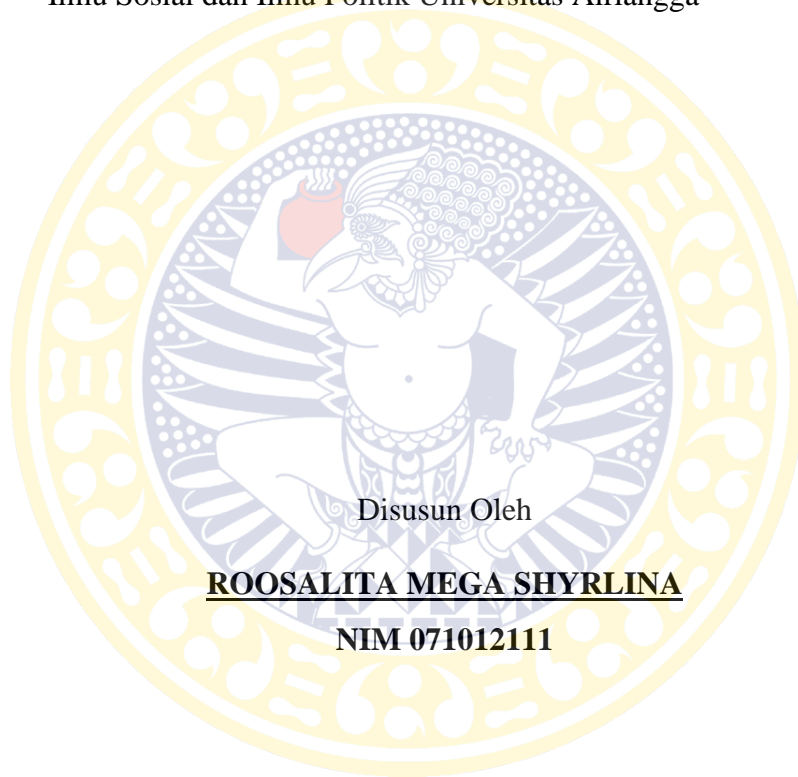 Ilmu Sosial dan Ilmu Politik Universitas Airlangga
Disusun Oleh
ROOSALITA MEGA SHYRLINA
NIM 071012111